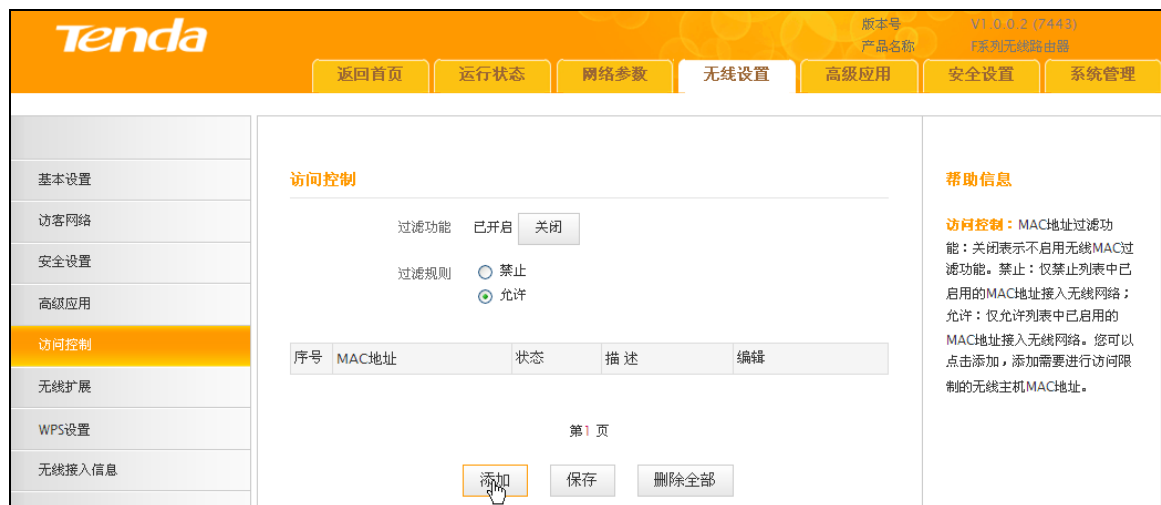 Tenda
版本号 V1.0.0.2 (7443)
产品名称 F系列无线路由器
返回首页 运行状态 网络参数 无线设置 高级应用 安全设置 系统管理
基本设置
访客网络
安全设置
高级应用
访问控制
无线扩展
WPS设置
无线接入信息
访问控制
过滤功能 已开启 关闭
过滤规则 禁止
允许
序号 MAC地址 状态 描 述 编辑
第1 页
添加 保存 删除全部
帮助信息
访问控制：MAC地址过滤功
能：关闭表示不启用无线MAC过
滤功能。禁止：仅禁止列表中已
启用的MAC地址接入无线网络；
允许：仅允许列表中已启用的
MAC地址接入无线网络。您可以
点击添加，添加需要进行访问限
制的无线主机MAC地址。